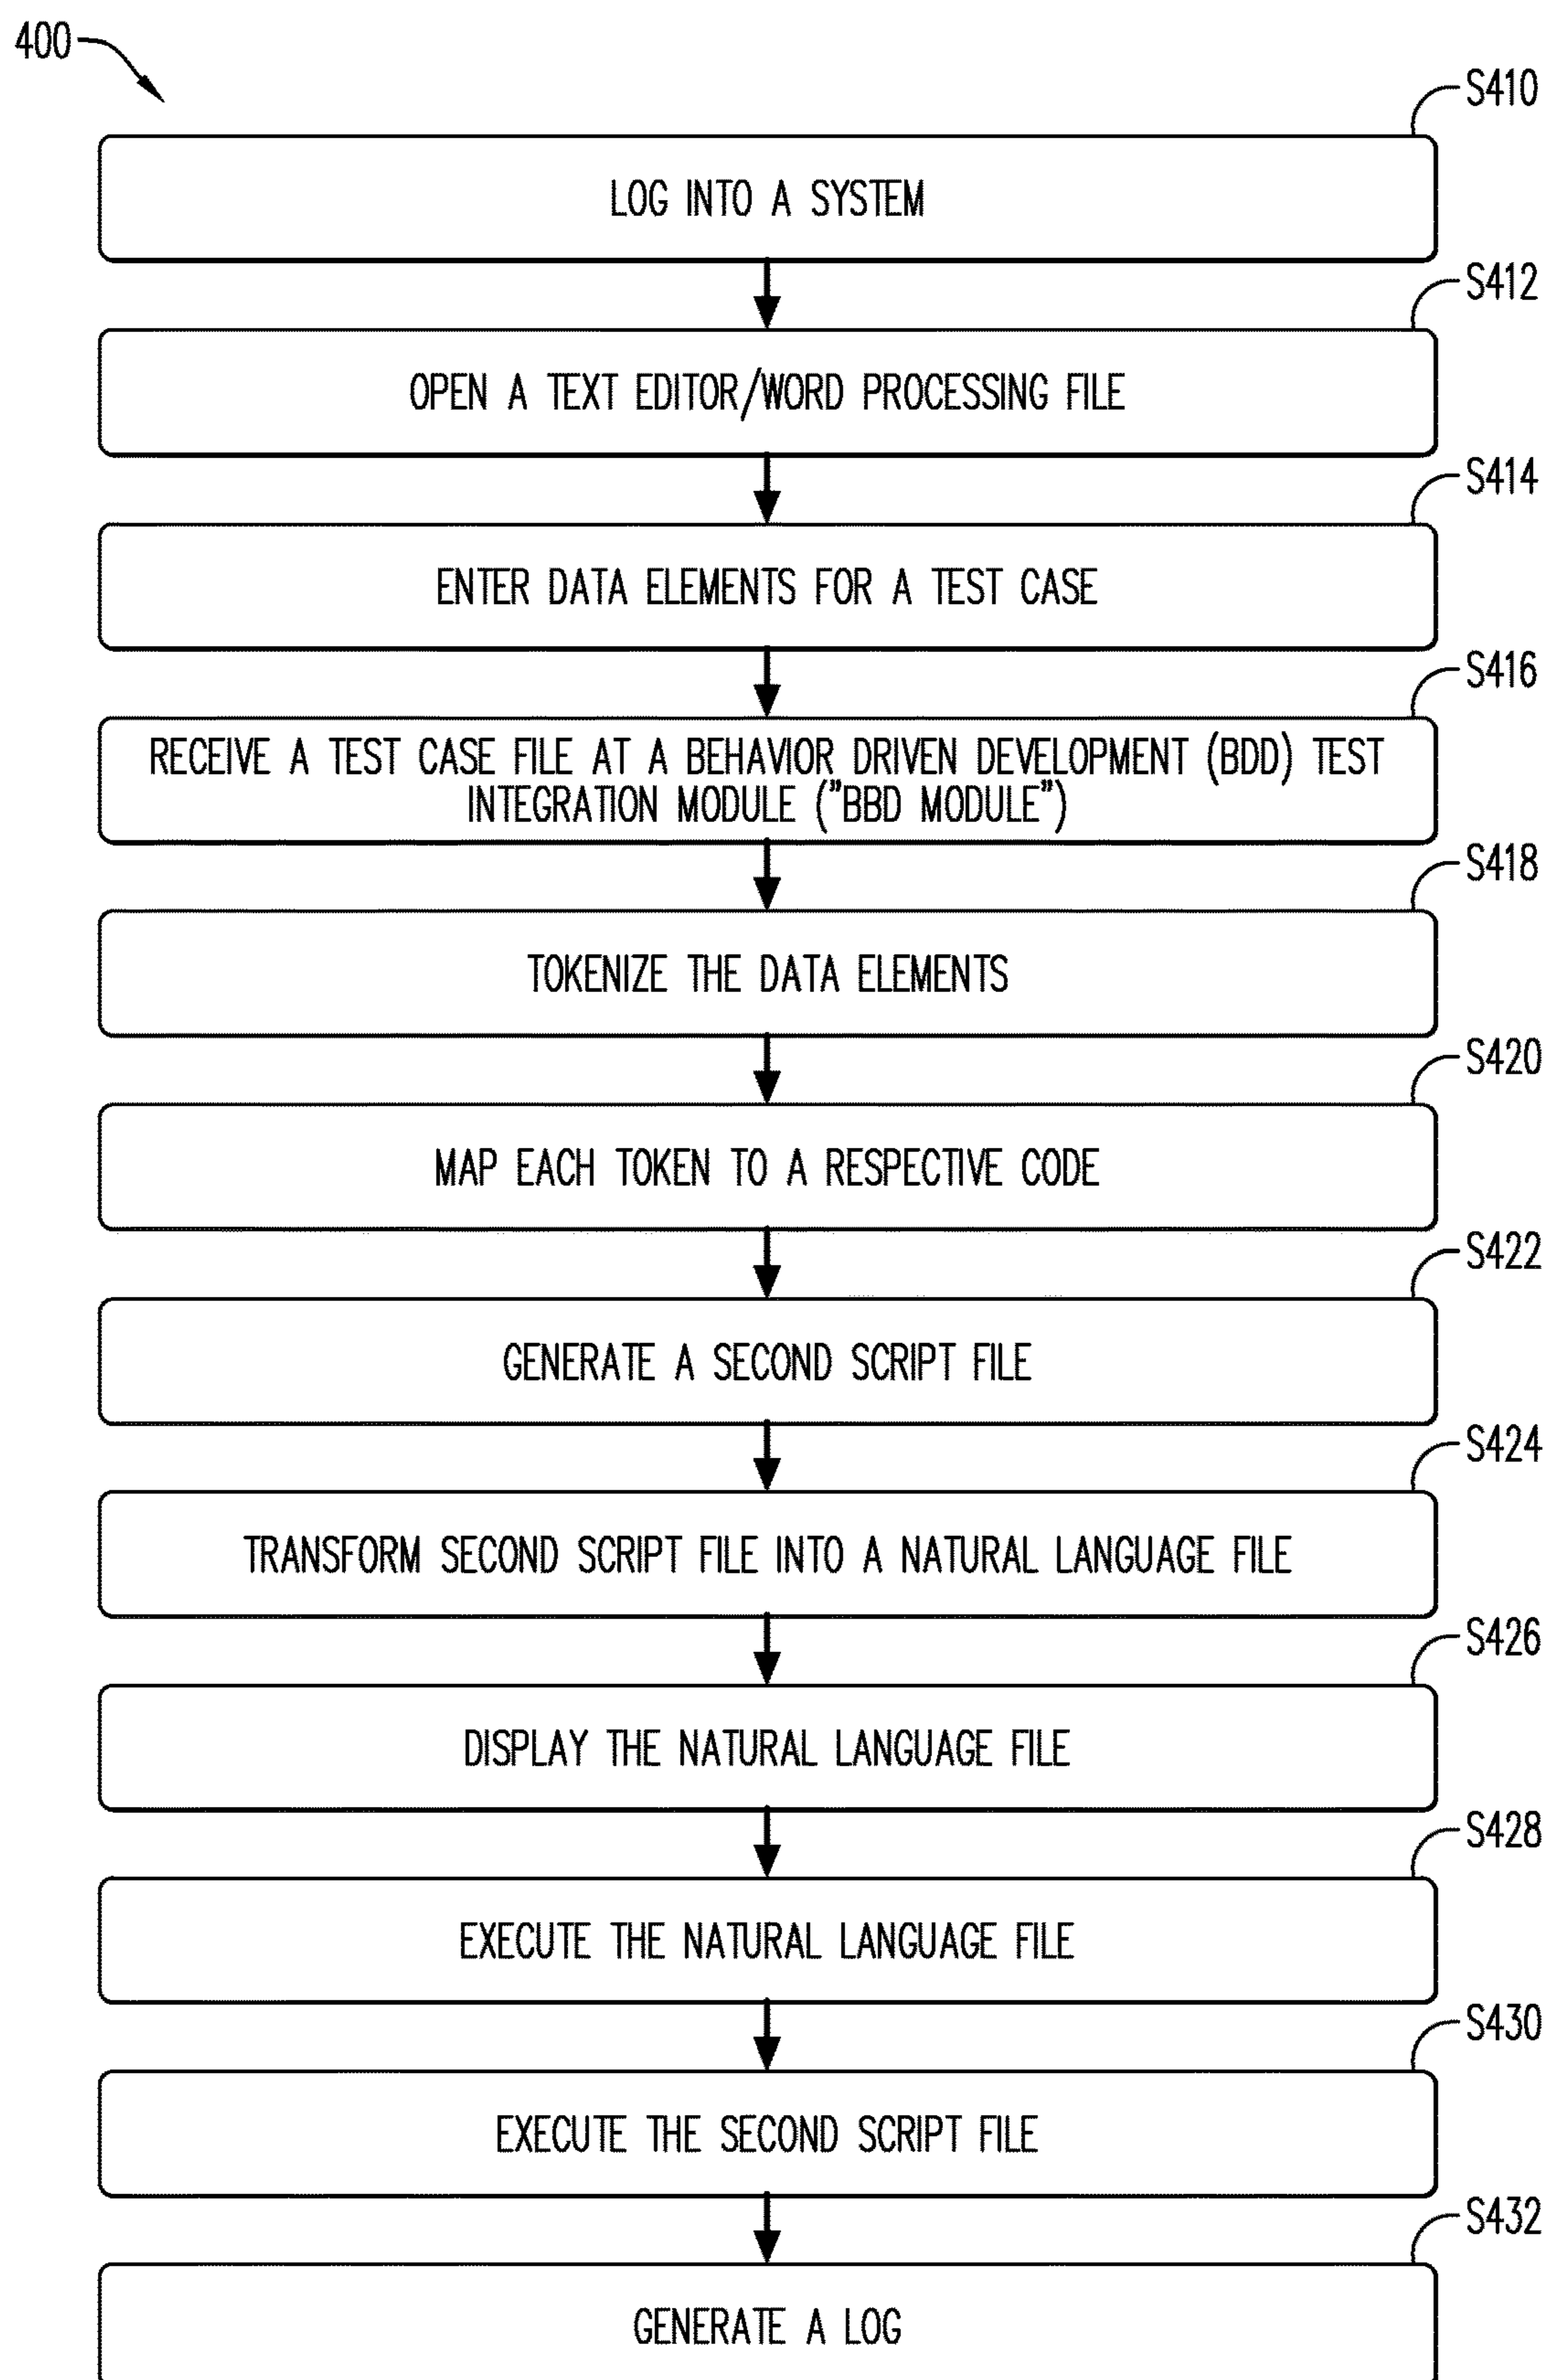 400
S410
LOG INTO A SYSTEM
S412
OPEN A TEXT EDITOR/WORD PROCESSING FILE
S414
ENTER DATA ELEMENTS FOR A TEST CASE
S416
RECEIVE A TEST CASE FILE AT A BEHAVIOR DRIVEN DEVELOPMENT (BDD) TEST
INTEGRATION MODULE ("BBD MODULE")
S418
TOKENIZE THE DATA ELEMENTS
S420
MAP EACH TOKEN TO A RESPECTIVE CODE
S422
GENERATE A SECOND SCRIPT FILE
S424
TRANSFORM SECOND SCRIPT FILE INTO A NATURAL LANGUAGE FILE
S426
DISPLAY THE NATURAL LANGUAGE FILE
S428
EXECUTE THE NATURAL LANGUAGE FILE
S430
EXECUTE THE SECOND SCRIPT FILE
S432
GENERATE A LOG